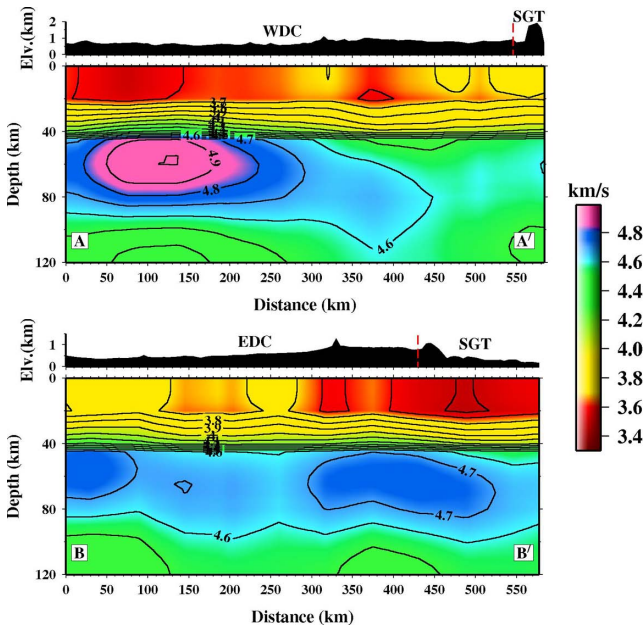 SGT
WDC
Elv.(km)
2
1
0
Depth (km)
0
40
80
120
3.7
4.6
4.7
4.9
4.8
4.6
A
A′
0 50 100 150 200 250 300 350 400 450 500 550
Distance (km)
km/s
4.8
4.6
4.4
4.2
4.0
3.8
3.6
3.4
EDC
SGT
Elv.(km)
1
0
Depth (km)
0
40
80
120
3.8
3.9
4.7
4.7
4.6
B
B′
0 50 100 150 200 250 300 350 400 450 500 550
Distance (km)